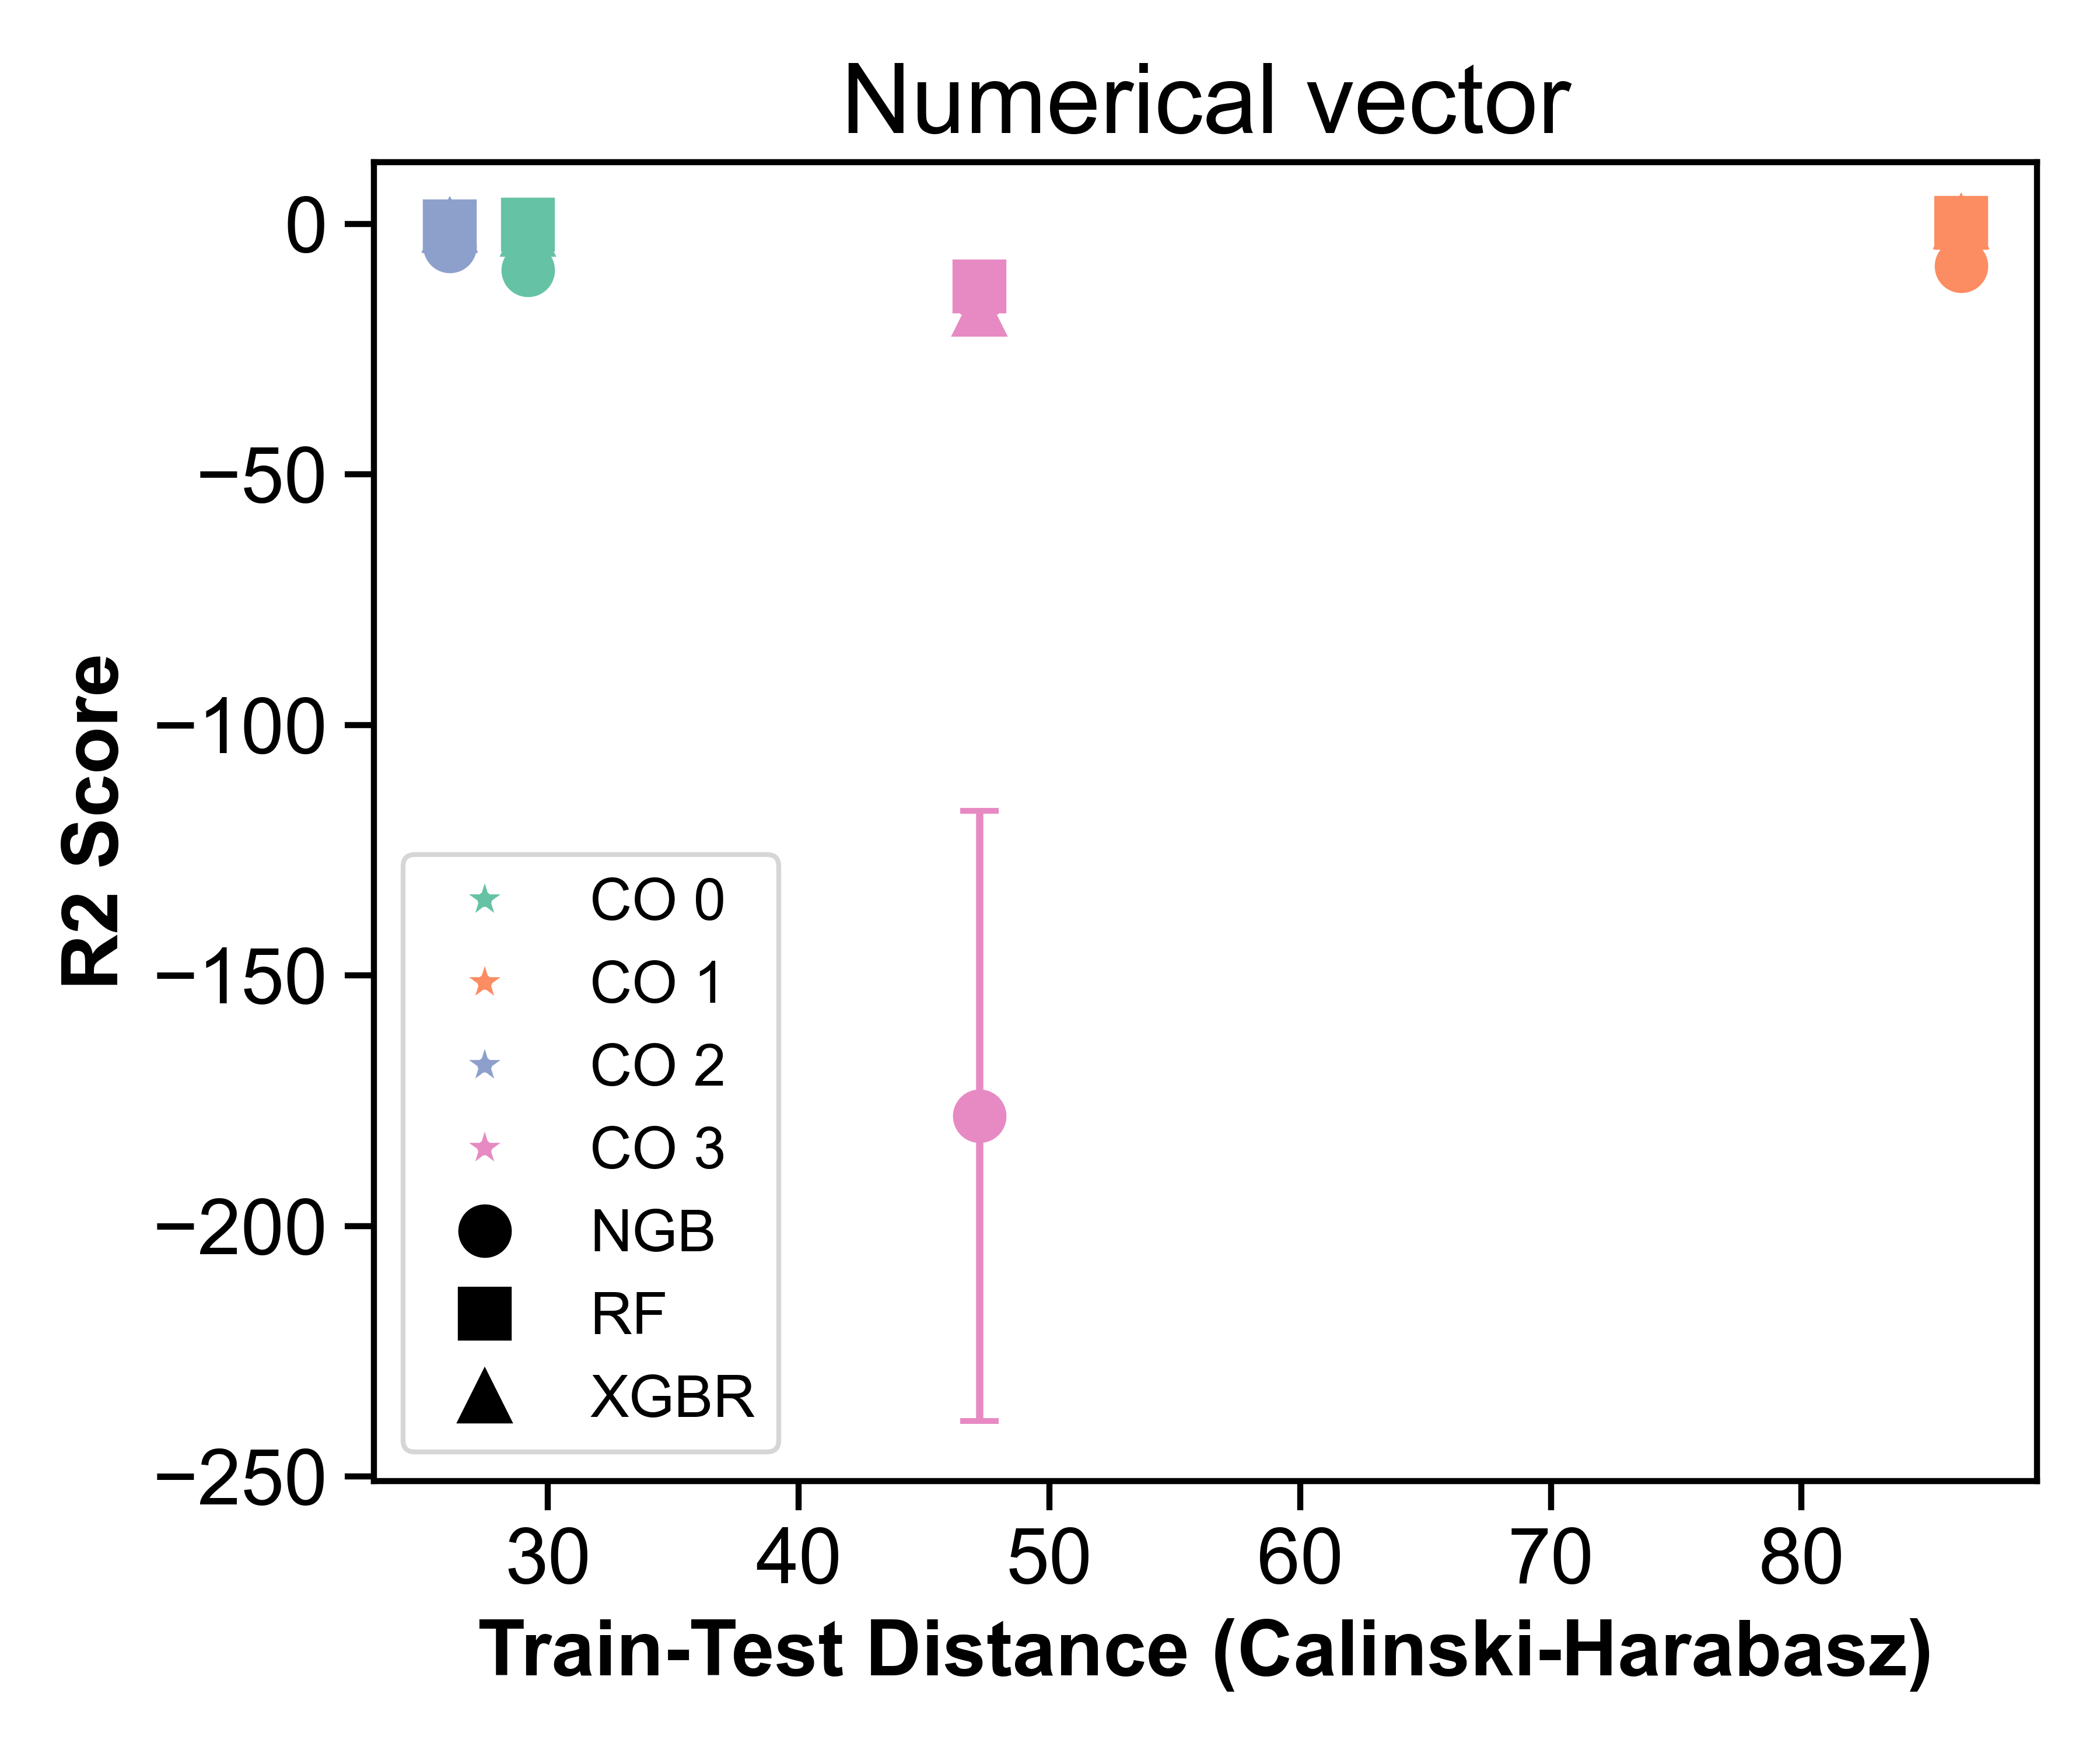 Numerical vector
R2 Score
0
−50
−100
−150
−200
−250
CO 0
CO 1
CO 2
CO 3
NGB
RF
XGBR
30 40 50 60 70 80
Train-Test Distance (Calinski-Harabasz)